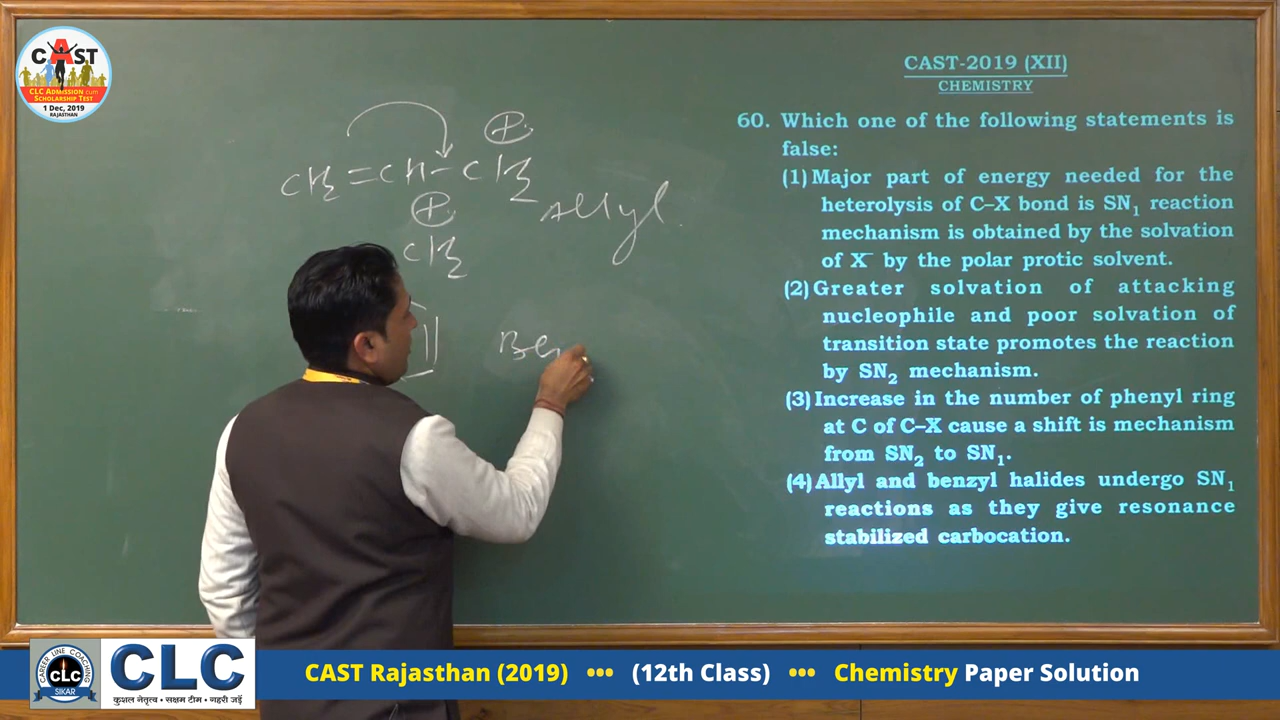 CAST
CLC ADMISSION cum
SCHOLARSHIP TEST
1 Dec, 2019
RAJASTHAN
CH2=CH-CH2
Allyl
CH2
Be
CAST-2019 (XII)
CHEMISTRY
60. Which one of the following statements is
false:
(1) Major part of energy needed for the
heterolysis of C–X bond is SN1 reaction
mechanism is obtained by the solvation
of X⁻ by the polar protic solvent.
(2) Greater solvation of attacking
nucleophile and poor solvation of
transition state promotes the reaction
by SN2 mechanism.
(3) Increase in the number of phenyl ring
at C of C–X cause a shift is mechanism
from SN2 to SN1.
(4) Allyl and benzyl halides undergo SN1
reactions as they give resonance
stabilized carbocation.
CAREER LINE COACHING
CLC
SIKAR
CLC
कुशल नेतृत्व • सक्षम टीम • गहरी जड़ें
CAST Rajasthan (2019) ••• (12th Class) ••• Chemistry Paper Solution